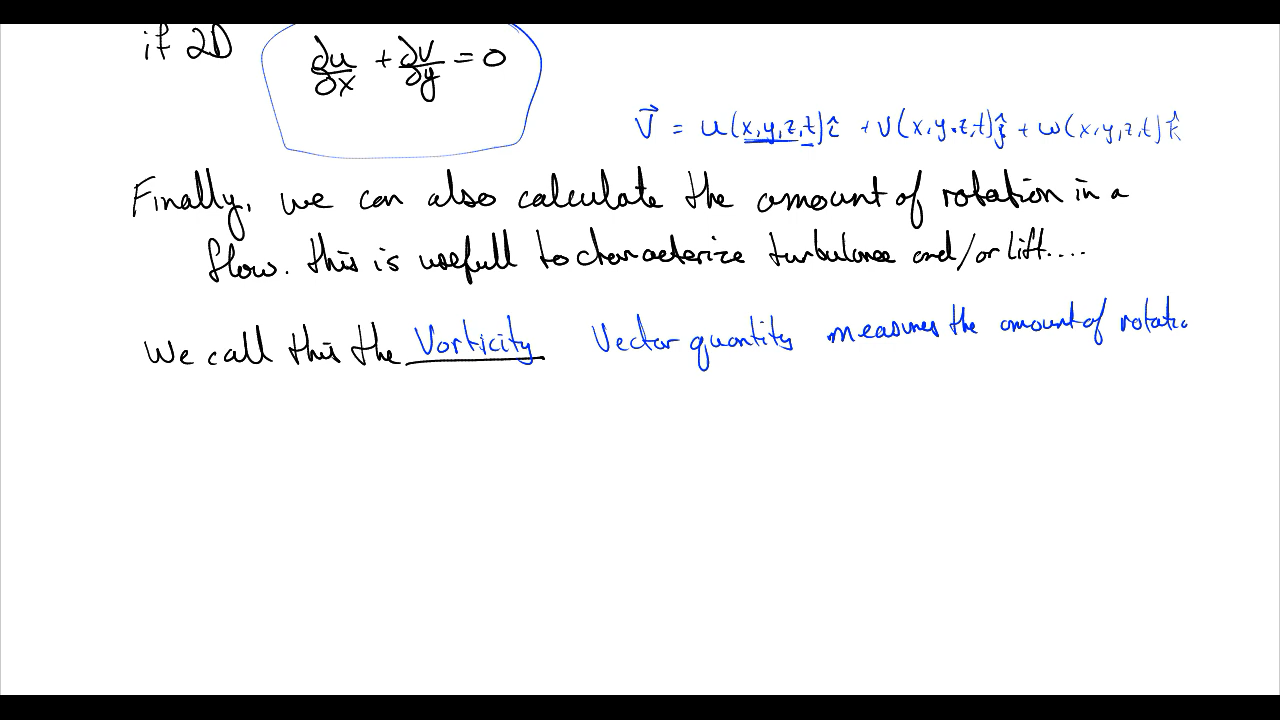 if 2D ∂u/∂x + ∂v/∂y = 0
V⃗ = u(x,y,z,t)î + v(x,y,z,t)ĵ + w(x,y,z,t)k̂
Finally, we can also calculate the amount of rotation in a
flow. this is usefull to characterize turbulance and/or lift....
We call this the Vorticity Vector quantity measures the amount of rotatio